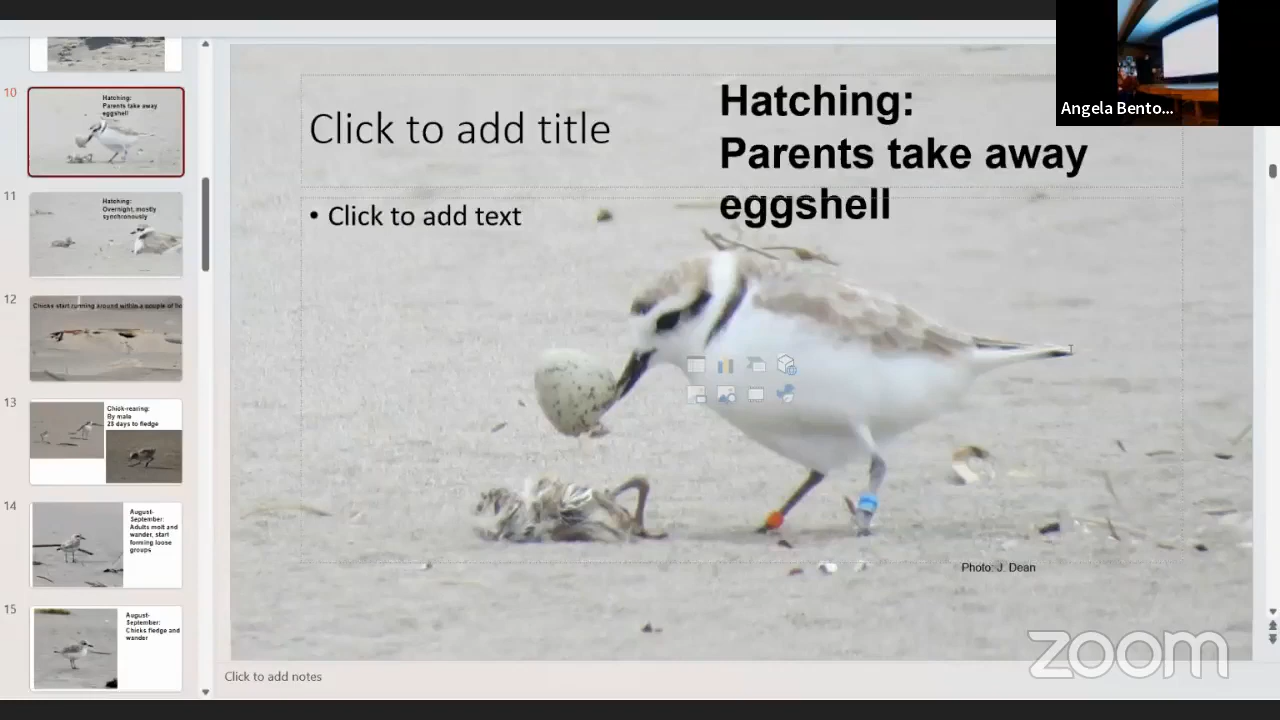 10
Hatching:
Parents take away
eggshell
11
Hatching:
Overnight, mostly
synchronously
12
Chicks start running around within a couple of ho
13
Chick-rearing:
By male
28 days to fledge
14
August-
September:
Adults molt and
wander, start
forming loose
groups
15
August-
September:
Chicks fledge and
wander
Click to add title
Hatching:
Parents take away
eggshell
• Click to add text
Photo: J. Dean
Click to add notes
Angela Bento...
zoom